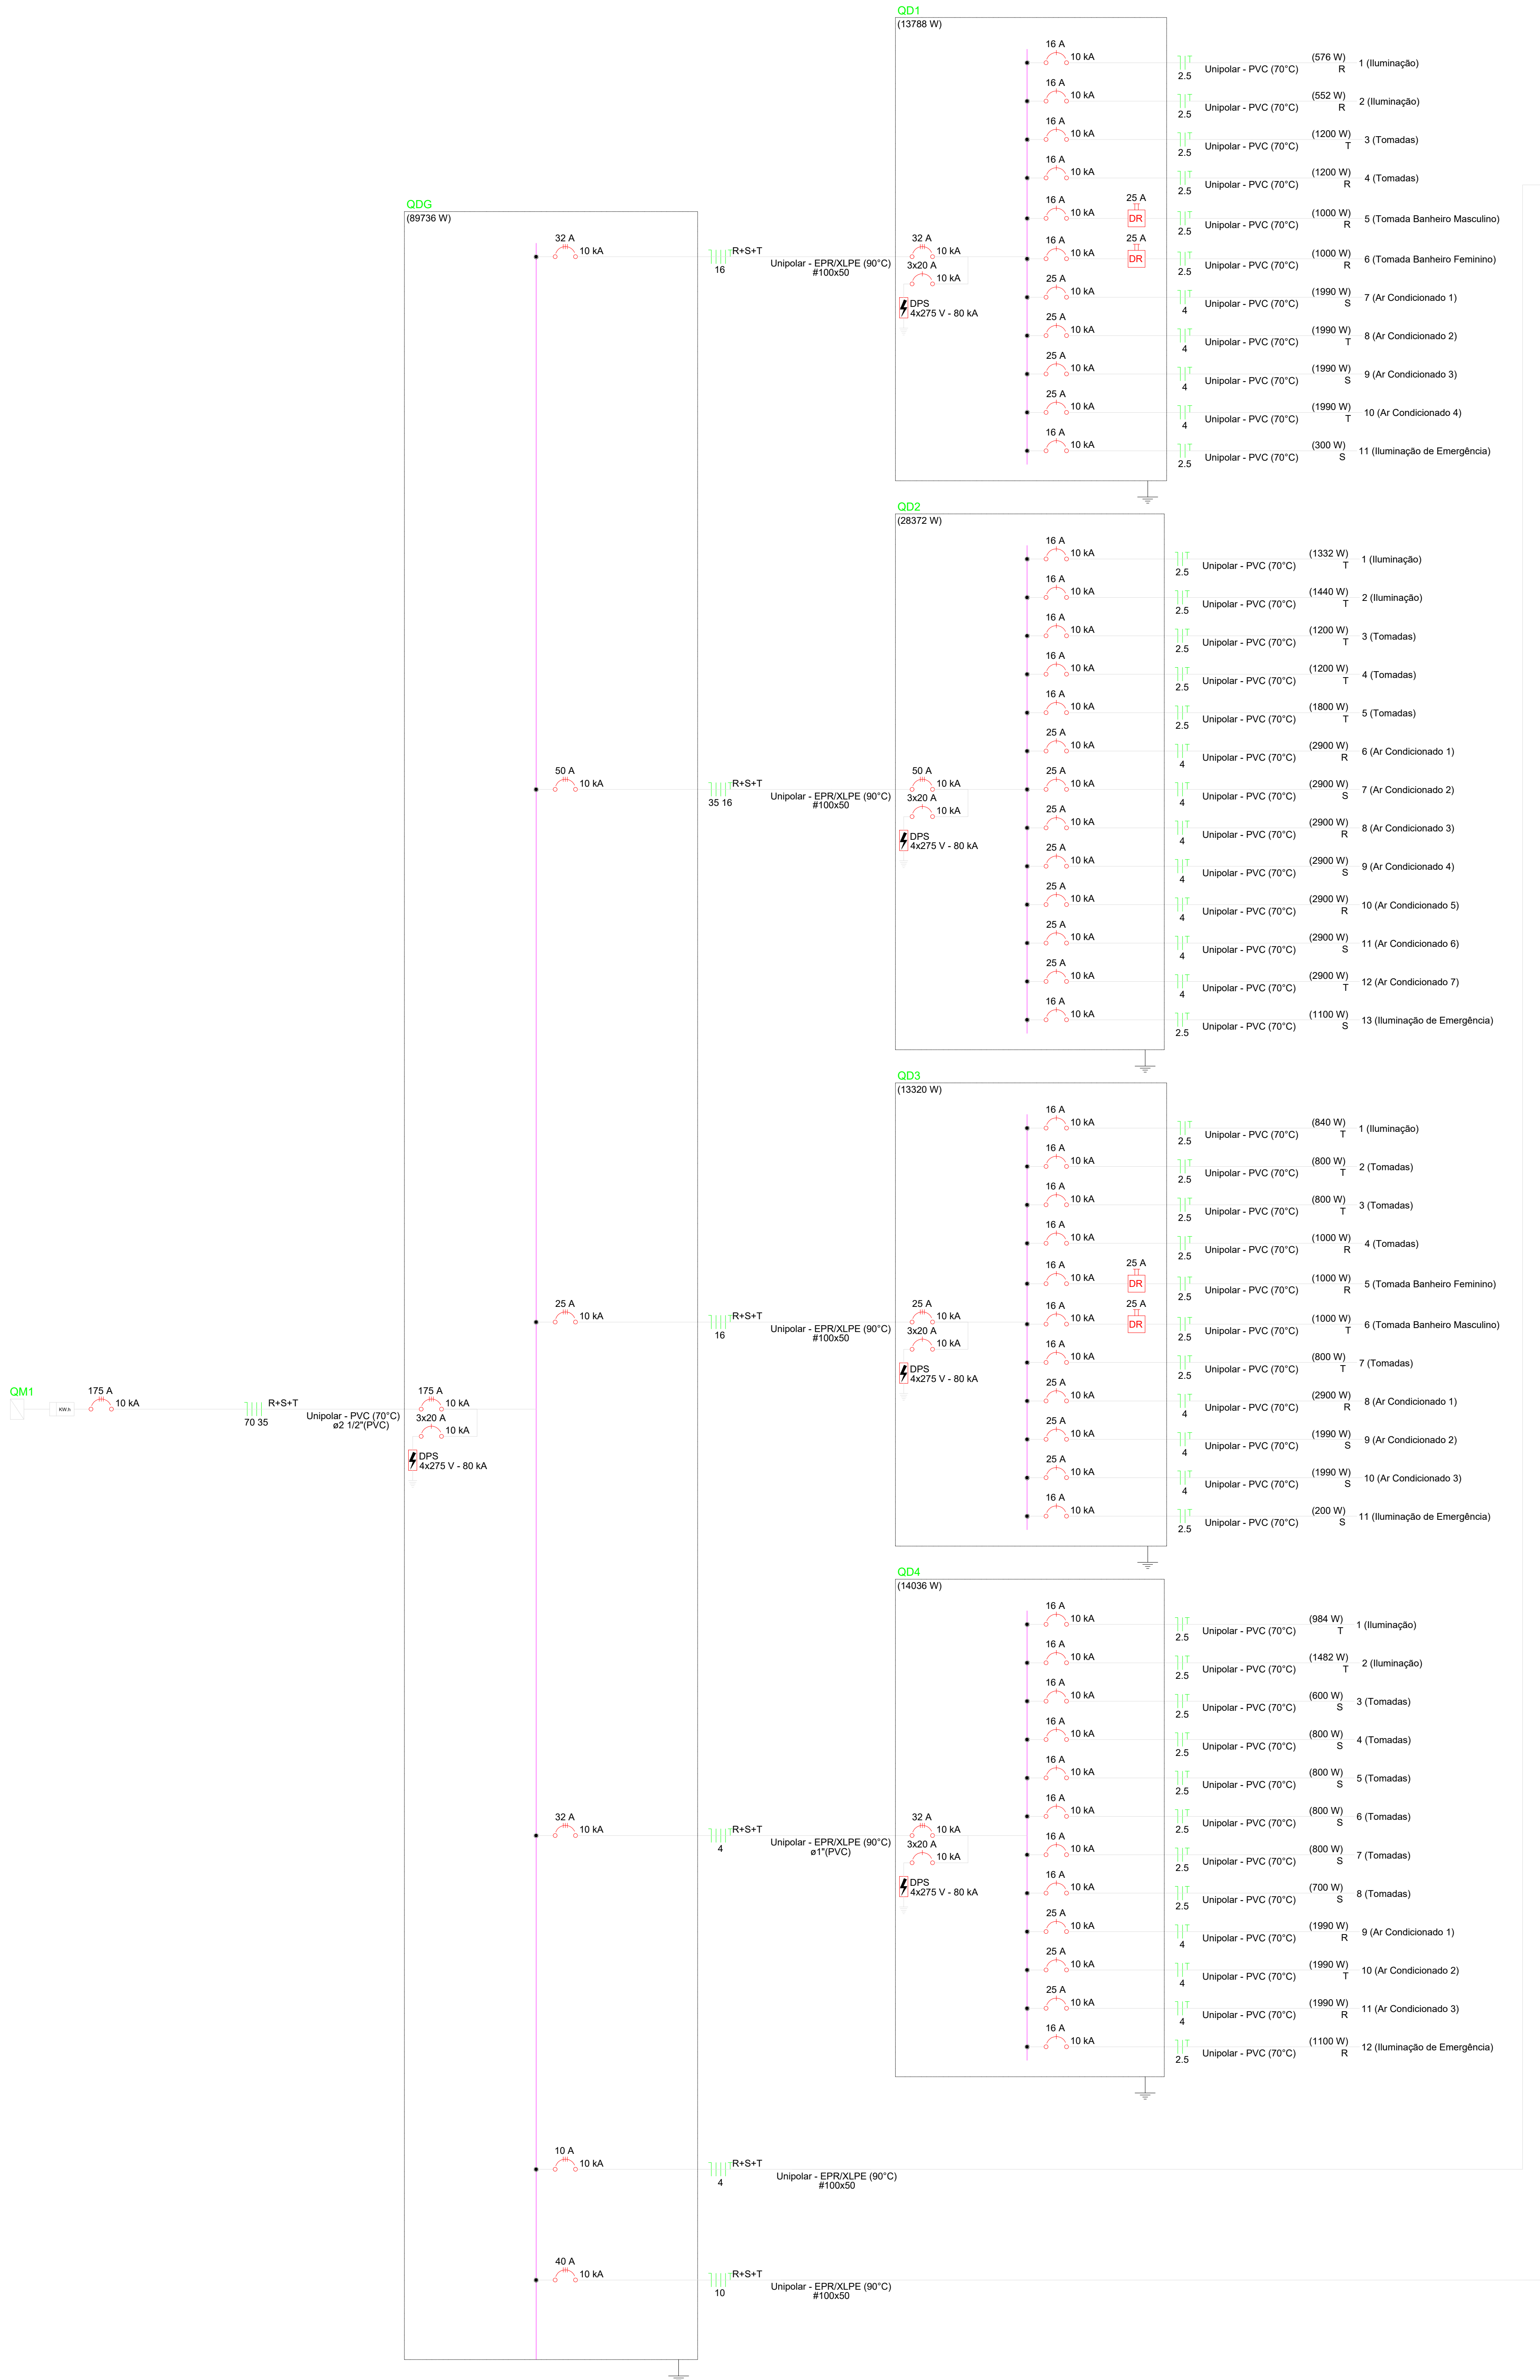 QM1
KW.h
175 A
10 kA
R+S+T
70 35
Unipolar - PVC (70°C)
ø2 1/2"(PVC)
QDG
(89736 W)
175 A
10 kA
3x20 A
10 kA
DPS
4x275 V - 80 kA
32 A
10 kA
R+S+T
16
Unipolar - EPR/XLPE (90°C)
#100x50
50 A
10 kA
R+S+T
35 16
Unipolar - EPR/XLPE (90°C)
#100x50
25 A
10 kA
R+S+T
16
Unipolar - EPR/XLPE (90°C)
#100x50
32 A
10 kA
R+S+T
4
Unipolar - EPR/XLPE (90°C)
ø1"(PVC)
10 A
10 kA
R+S+T
4
Unipolar - EPR/XLPE (90°C)
#100x50
40 A
10 kA
R+S+T
10
Unipolar - EPR/XLPE (90°C)
#100x50
QD1
(13788 W)
32 A
10 kA
3x20 A
10 kA
DPS
4x275 V - 80 kA
16 A
10 kA T 2.5 Unipolar - PVC (70°C) (576 W) R 1 (Iluminação)
16 A
10 kA T 2.5 Unipolar - PVC (70°C) (552 W) R 2 (Iluminação)
16 A
10 kA T 2.5 Unipolar - PVC (70°C) (1200 W) T 3 (Tomadas)
16 A
10 kA T 2.5 Unipolar - PVC (70°C) (1200 W) R 4 (Tomadas)
16 A 25 A
10 kA DR T 2.5 Unipolar - PVC (70°C) (1000 W) R 5 (Tomada Banheiro Masculino)
16 A 25 A
10 kA DR T 2.5 Unipolar - PVC (70°C) (1000 W) R 6 (Tomada Banheiro Feminino)
25 A
10 kA T 4 Unipolar - PVC (70°C) (1990 W) S 7 (Ar Condicionado 1)
25 A
10 kA T 4 Unipolar - PVC (70°C) (1990 W) T 8 (Ar Condicionado 2)
25 A
10 kA T 4 Unipolar - PVC (70°C) (1990 W) S 9 (Ar Condicionado 3)
25 A
10 kA T 4 Unipolar - PVC (70°C) (1990 W) T 10 (Ar Condicionado 4)
16 A
10 kA T 2.5 Unipolar - PVC (70°C) (300 W) S 11 (Iluminação de Emergência)
QD2
(28372 W)
50 A
10 kA
3x20 A
10 kA
DPS
4x275 V - 80 kA
16 A
10 kA T 2.5 Unipolar - PVC (70°C) (1332 W) T 1 (Iluminação)
16 A
10 kA T 2.5 Unipolar - PVC (70°C) (1440 W) T 2 (Iluminação)
16 A
10 kA T 2.5 Unipolar - PVC (70°C) (1200 W) T 3 (Tomadas)
16 A
10 kA T 2.5 Unipolar - PVC (70°C) (1200 W) T 4 (Tomadas)
16 A
10 kA T 2.5 Unipolar - PVC (70°C) (1800 W) T 5 (Tomadas)
25 A
10 kA T 4 Unipolar - PVC (70°C) (2900 W) R 6 (Ar Condicionado 1)
25 A
10 kA T 4 Unipolar - PVC (70°C) (2900 W) S 7 (Ar Condicionado 2)
25 A
10 kA T 4 Unipolar - PVC (70°C) (2900 W) R 8 (Ar Condicionado 3)
25 A
10 kA T 4 Unipolar - PVC (70°C) (2900 W) S 9 (Ar Condicionado 4)
25 A
10 kA T 4 Unipolar - PVC (70°C) (2900 W) R 10 (Ar Condicionado 5)
25 A
10 kA T 4 Unipolar - PVC (70°C) (2900 W) S 11 (Ar Condicionado 6)
25 A
10 kA T 4 Unipolar - PVC (70°C) (2900 W) T 12 (Ar Condicionado 7)
16 A
10 kA T 2.5 Unipolar - PVC (70°C) (1100 W) S 13 (Iluminação de Emergência)
QD3
(13320 W)
25 A
10 kA
3x20 A
10 kA
DPS
4x275 V - 80 kA
16 A
10 kA T 2.5 Unipolar - PVC (70°C) (840 W) T 1 (Iluminação)
16 A
10 kA T 2.5 Unipolar - PVC (70°C) (800 W) T 2 (Tomadas)
16 A
10 kA T 2.5 Unipolar - PVC (70°C) (800 W) T 3 (Tomadas)
16 A
10 kA T 2.5 Unipolar - PVC (70°C) (1000 W) R 4 (Tomadas)
16 A 25 A
10 kA DR T 2.5 Unipolar - PVC (70°C) (1000 W) R 5 (Tomada Banheiro Feminino)
16 A 25 A
10 kA DR T 2.5 Unipolar - PVC (70°C) (1000 W) T 6 (Tomada Banheiro Masculino)
16 A
10 kA T 2.5 Unipolar - PVC (70°C) (800 W) T 7 (Tomadas)
25 A
10 kA T 4 Unipolar - PVC (70°C) (2900 W) R 8 (Ar Condicionado 1)
25 A
10 kA T 4 Unipolar - PVC (70°C) (1990 W) S 9 (Ar Condicionado 2)
25 A
10 kA T 4 Unipolar - PVC (70°C) (1990 W) S 10 (Ar Condicionado 3)
16 A
10 kA T 2.5 Unipolar - PVC (70°C) (200 W) S 11 (Iluminação de Emergência)
QD4
(14036 W)
32 A
10 kA
3x20 A
10 kA
DPS
4x275 V - 80 kA
16 A
10 kA T 2.5 Unipolar - PVC (70°C) (984 W) T 1 (Iluminação)
16 A
10 kA T 2.5 Unipolar - PVC (70°C) (1482 W) T 2 (Iluminação)
16 A
10 kA T 2.5 Unipolar - PVC (70°C) (600 W) S 3 (Tomadas)
16 A
10 kA T 2.5 Unipolar - PVC (70°C) (800 W) S 4 (Tomadas)
16 A
10 kA T 2.5 Unipolar - PVC (70°C) (800 W) S 5 (Tomadas)
16 A
10 kA T 2.5 Unipolar - PVC (70°C) (800 W) S 6 (Tomadas)
16 A
10 kA T 2.5 Unipolar - PVC (70°C) (800 W) S 7 (Tomadas)
16 A
10 kA T 2.5 Unipolar - PVC (70°C) (700 W) S 8 (Tomadas)
25 A
10 kA T 4 Unipolar - PVC (70°C) (1990 W) R 9 (Ar Condicionado 1)
25 A
10 kA T 4 Unipolar - PVC (70°C) (1990 W) T 10 (Ar Condicionado 2)
25 A
10 kA T 4 Unipolar - PVC (70°C) (1990 W) R 11 (Ar Condicionado 3)
16 A
10 kA T 2.5 Unipolar - PVC (70°C) (1100 W) R 12 (Iluminação de Emergência)